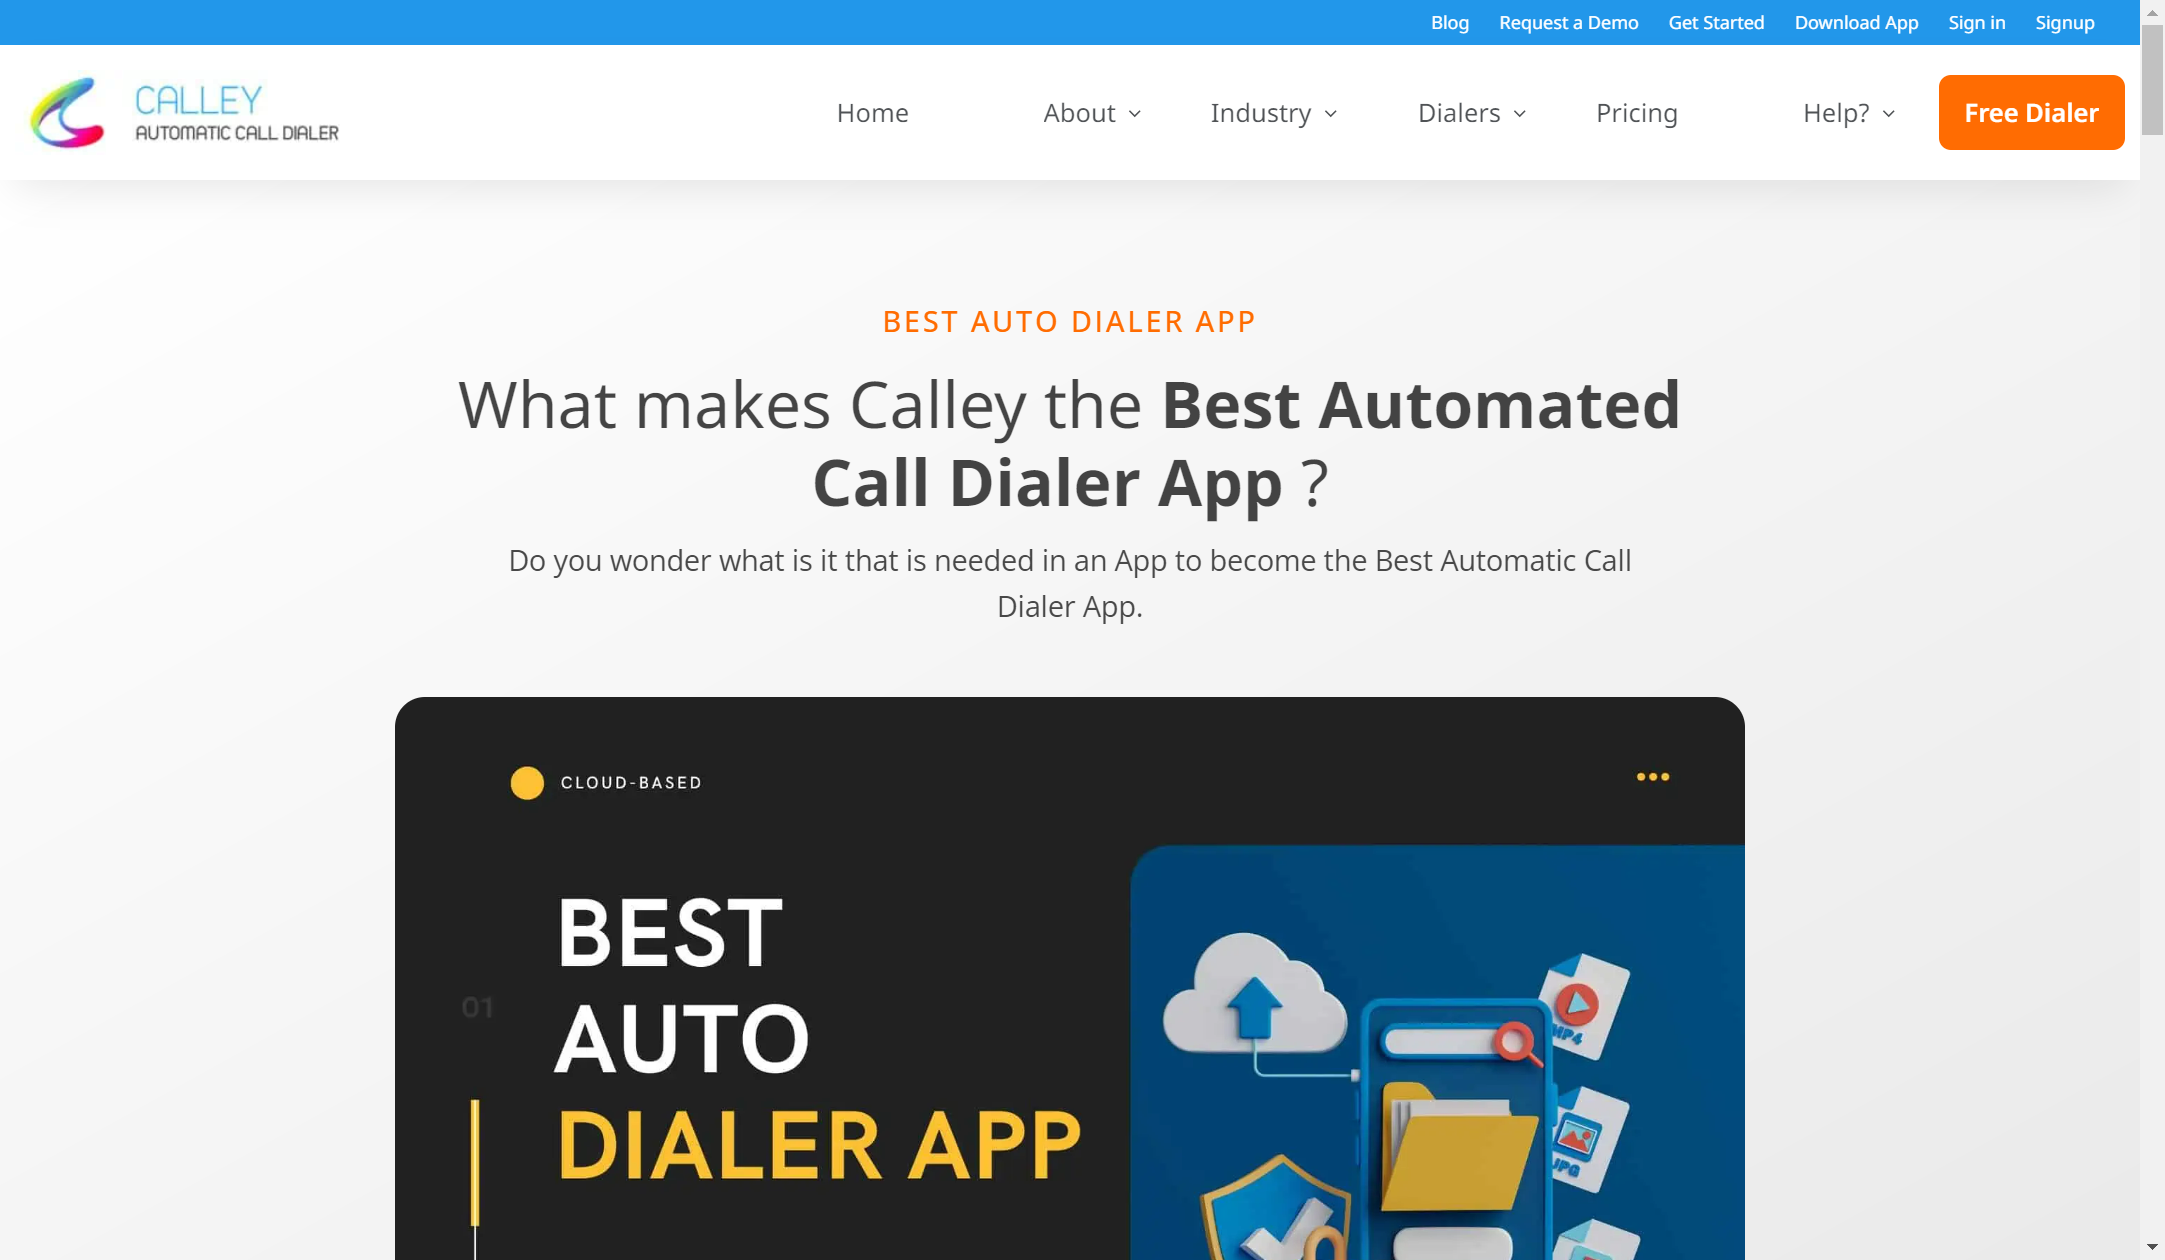 Blog Request a Demo Get Started Download App Sign in Signup
CALLEY
AUTOMATIC CALL DIALER
Home About Industry Dialers Pricing Help? Free Dialer
BEST AUTO DIALER APP
What makes Calley the Best Automated
Call Dialer App ?
Do you wonder what is it that is needed in an App to become the Best Automatic Call
Dialer App.
CLOUD-BASED
BEST
01
AUTO
DIALER APP
MP4
JPG